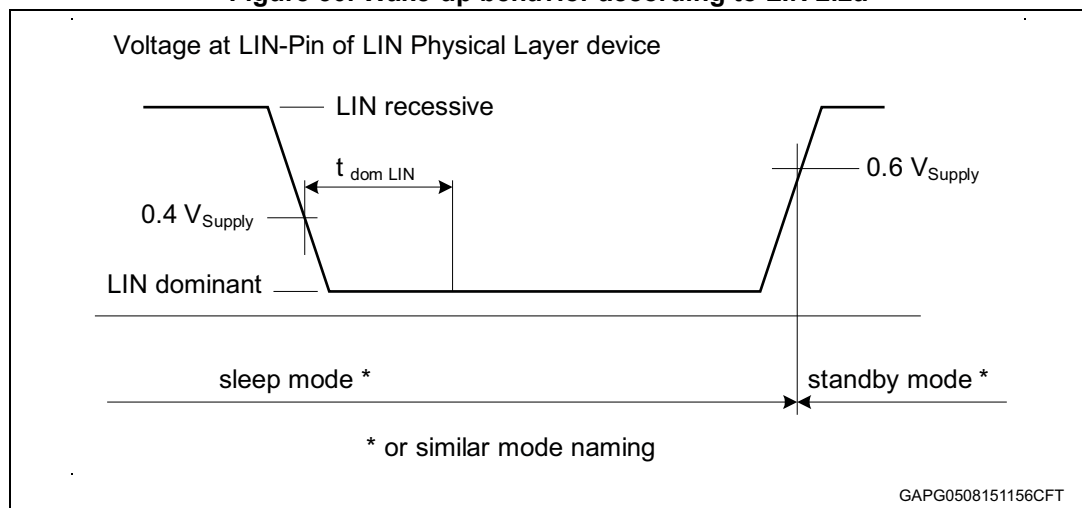 Voltage at LIN-Pin of LIN Physical Layer device
LIN recessive
t dom LIN
0.6 VSupply
0.4 VSupply
LIN dominant
sleep mode *
standby mode *
* or similar mode naming
GAPG0508151156CFT